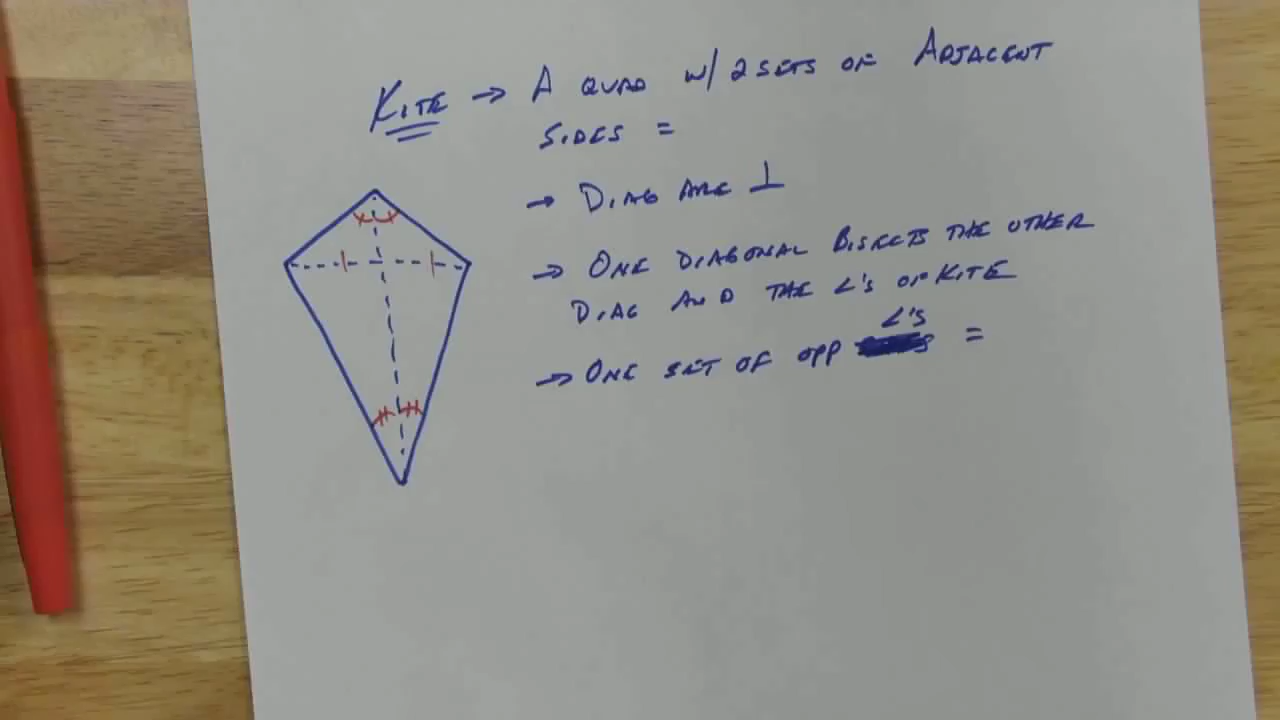 KITE → A QUAD W/ 2 SETS OF ADJACENT
SIDES =
→ DIAG ARE ⊥
→ ONE DIAGONAL BISECTS THE OTHER
DIAG AND THE ∠'S OF KITE
→ ONE SET OF OPP ∠'S =